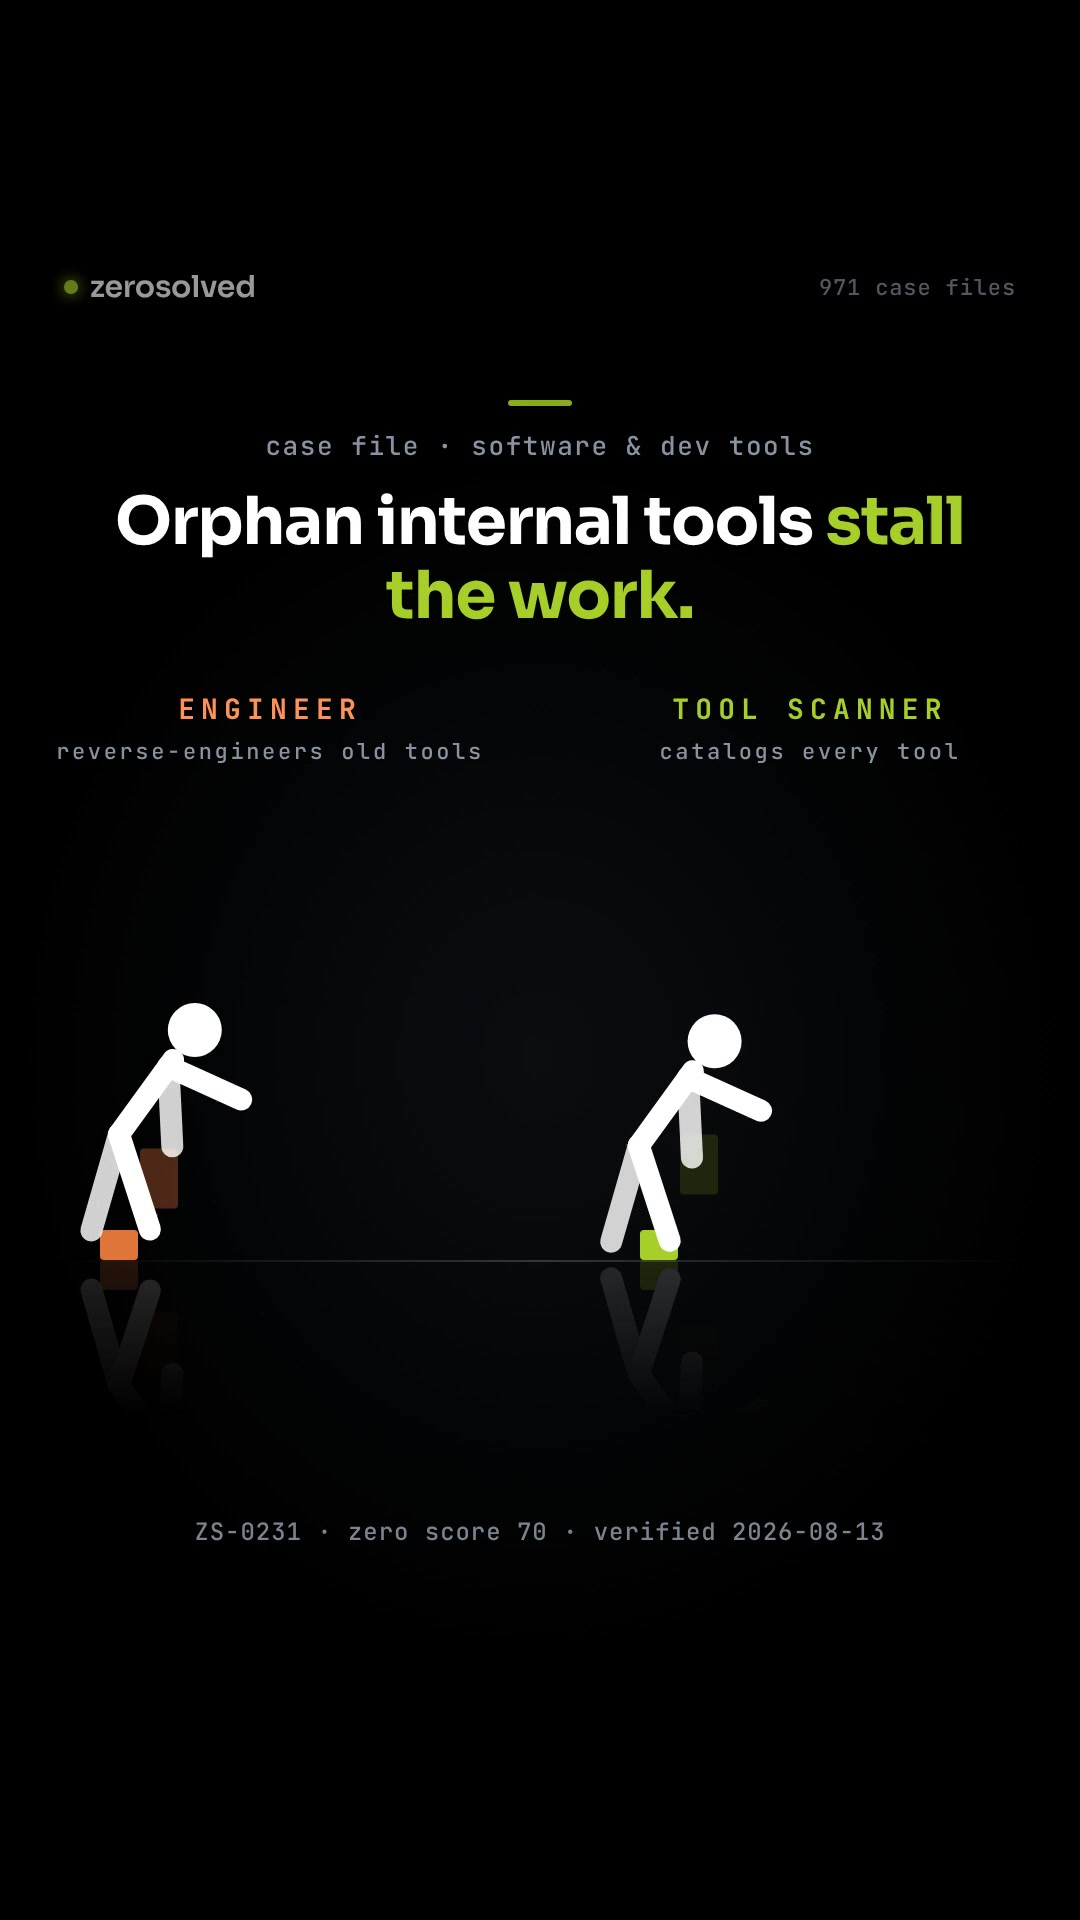 zerosolved
971 case files
case file · software & dev tools
Orphan internal tools stall
the work.
ENGINEER
reverse-engineers old tools
TOOL SCANNER
catalogs every tool
ZS-0231 · zero score 70 · verified 2026-08-13